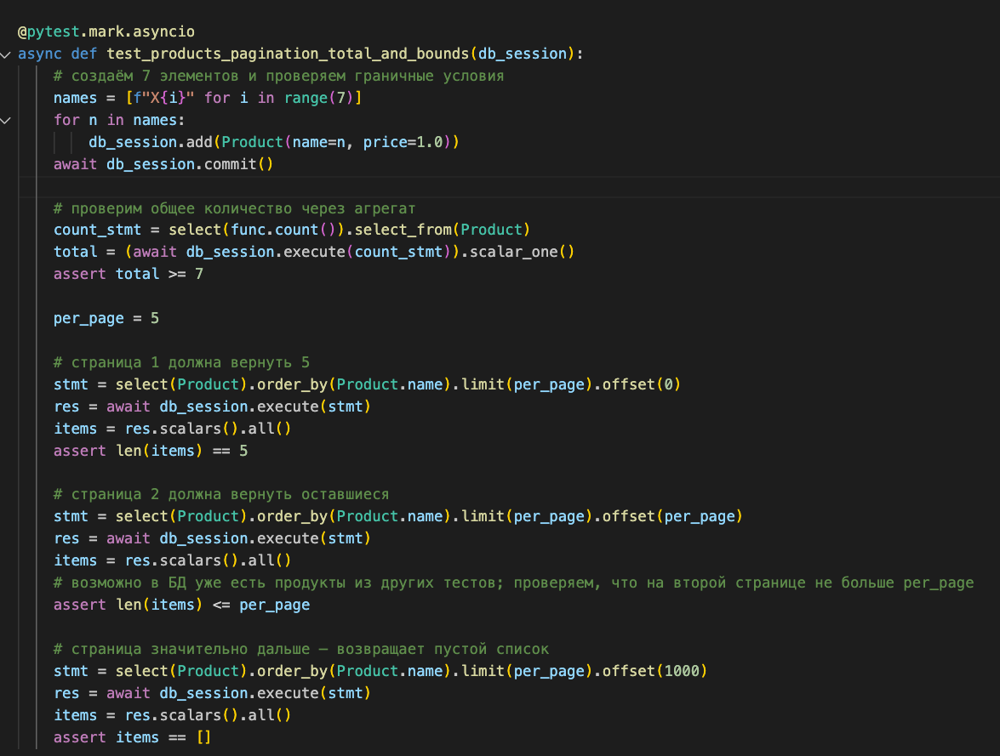 @pytest.mark.asyncio
async def test_products_pagination_total_and_bounds(db_session):
    # создаём 7 элементов и проверяем граничные условия
    names = [f"X{i}" for i in range(7)]
    for n in names:
        db_session.add(Product(name=n, price=1.0))
    await db_session.commit()

    # проверим общее количество через агрегат
    count_stmt = select(func.count()).select_from(Product)
    total = (await db_session.execute(count_stmt)).scalar_one()
    assert total >= 7

    per_page = 5

    # страница 1 должна вернуть 5
    stmt = select(Product).order_by(Product.name).limit(per_page).offset(0)
    res = await db_session.execute(stmt)
    items = res.scalars().all()
    assert len(items) == 5

    # страница 2 должна вернуть оставшиеся
    stmt = select(Product).order_by(Product.name).limit(per_page).offset(per_page)
    res = await db_session.execute(stmt)
    items = res.scalars().all()
    # возможно в БД уже есть продукты из других тестов; проверяем, что на второй странице не больше per_page
    assert len(items) <= per_page

    # страница значительно дальше — возвращает пустой список
    stmt = select(Product).order_by(Product.name).limit(per_page).offset(1000)
    res = await db_session.execute(stmt)
    items = res.scalars().all()
    assert items == []